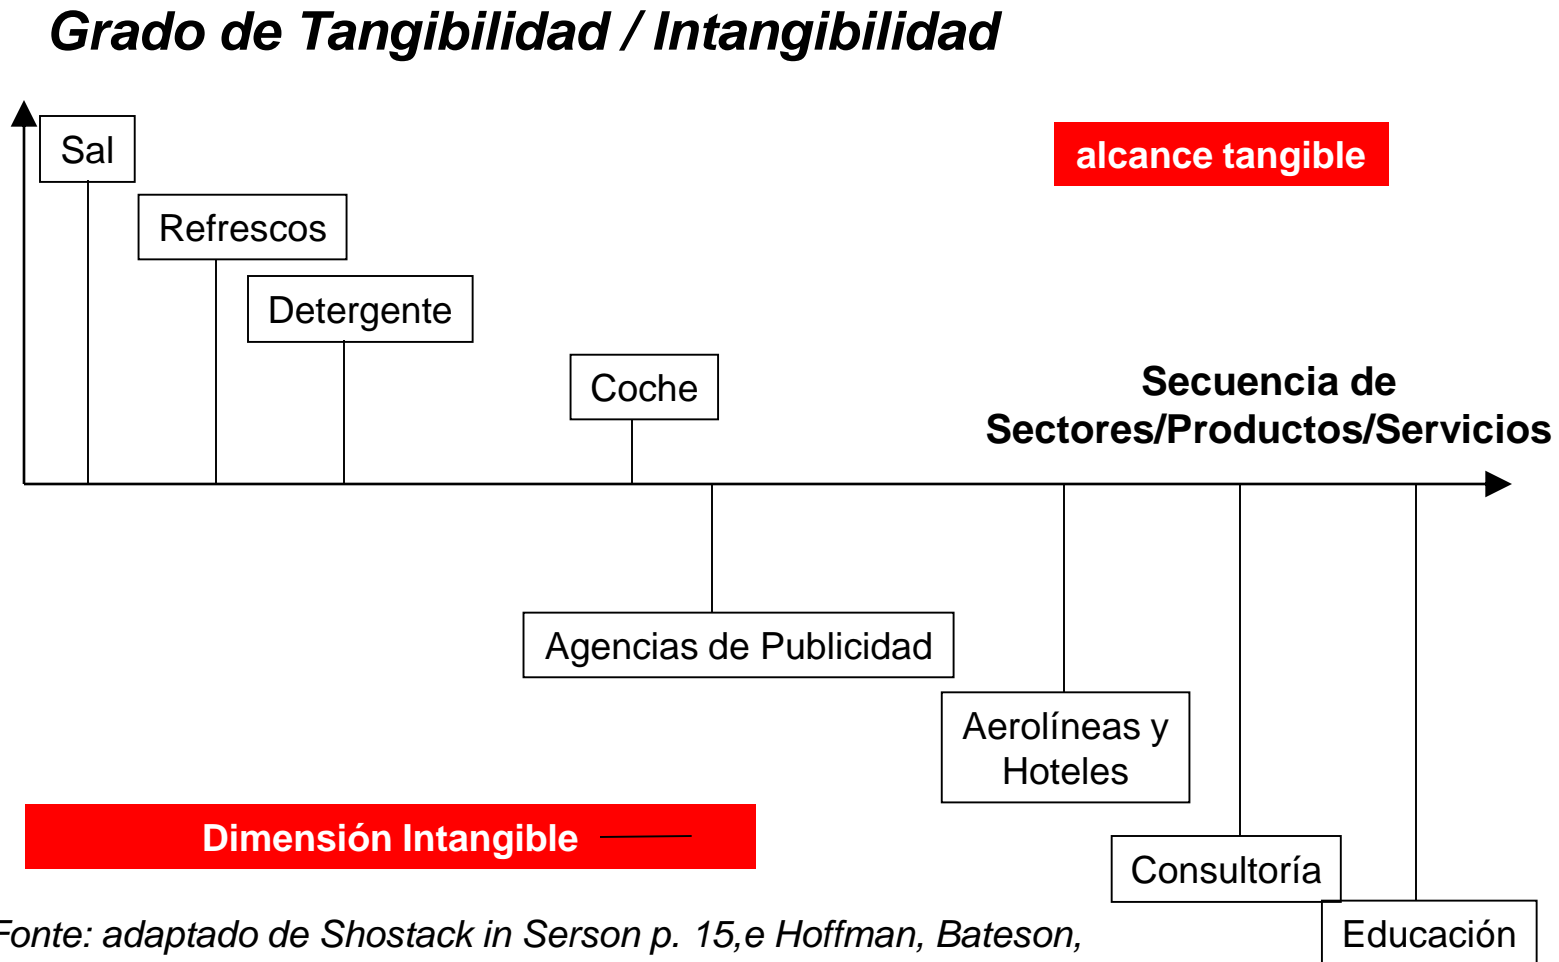 Grado de Tangibilidad / Intangibilidad
Sal
alcance tangible
Refrescos
Detergente
Coche
Secuencia de
Sectores/Productos/Servicios
Agencias de Publicidad
Aerolíneas y
Hoteles
Dimensión Intangible
Consultoría
Educación
Fonte: adaptado de Shostack in Serson p. 15,e Hoffman, Bateson,